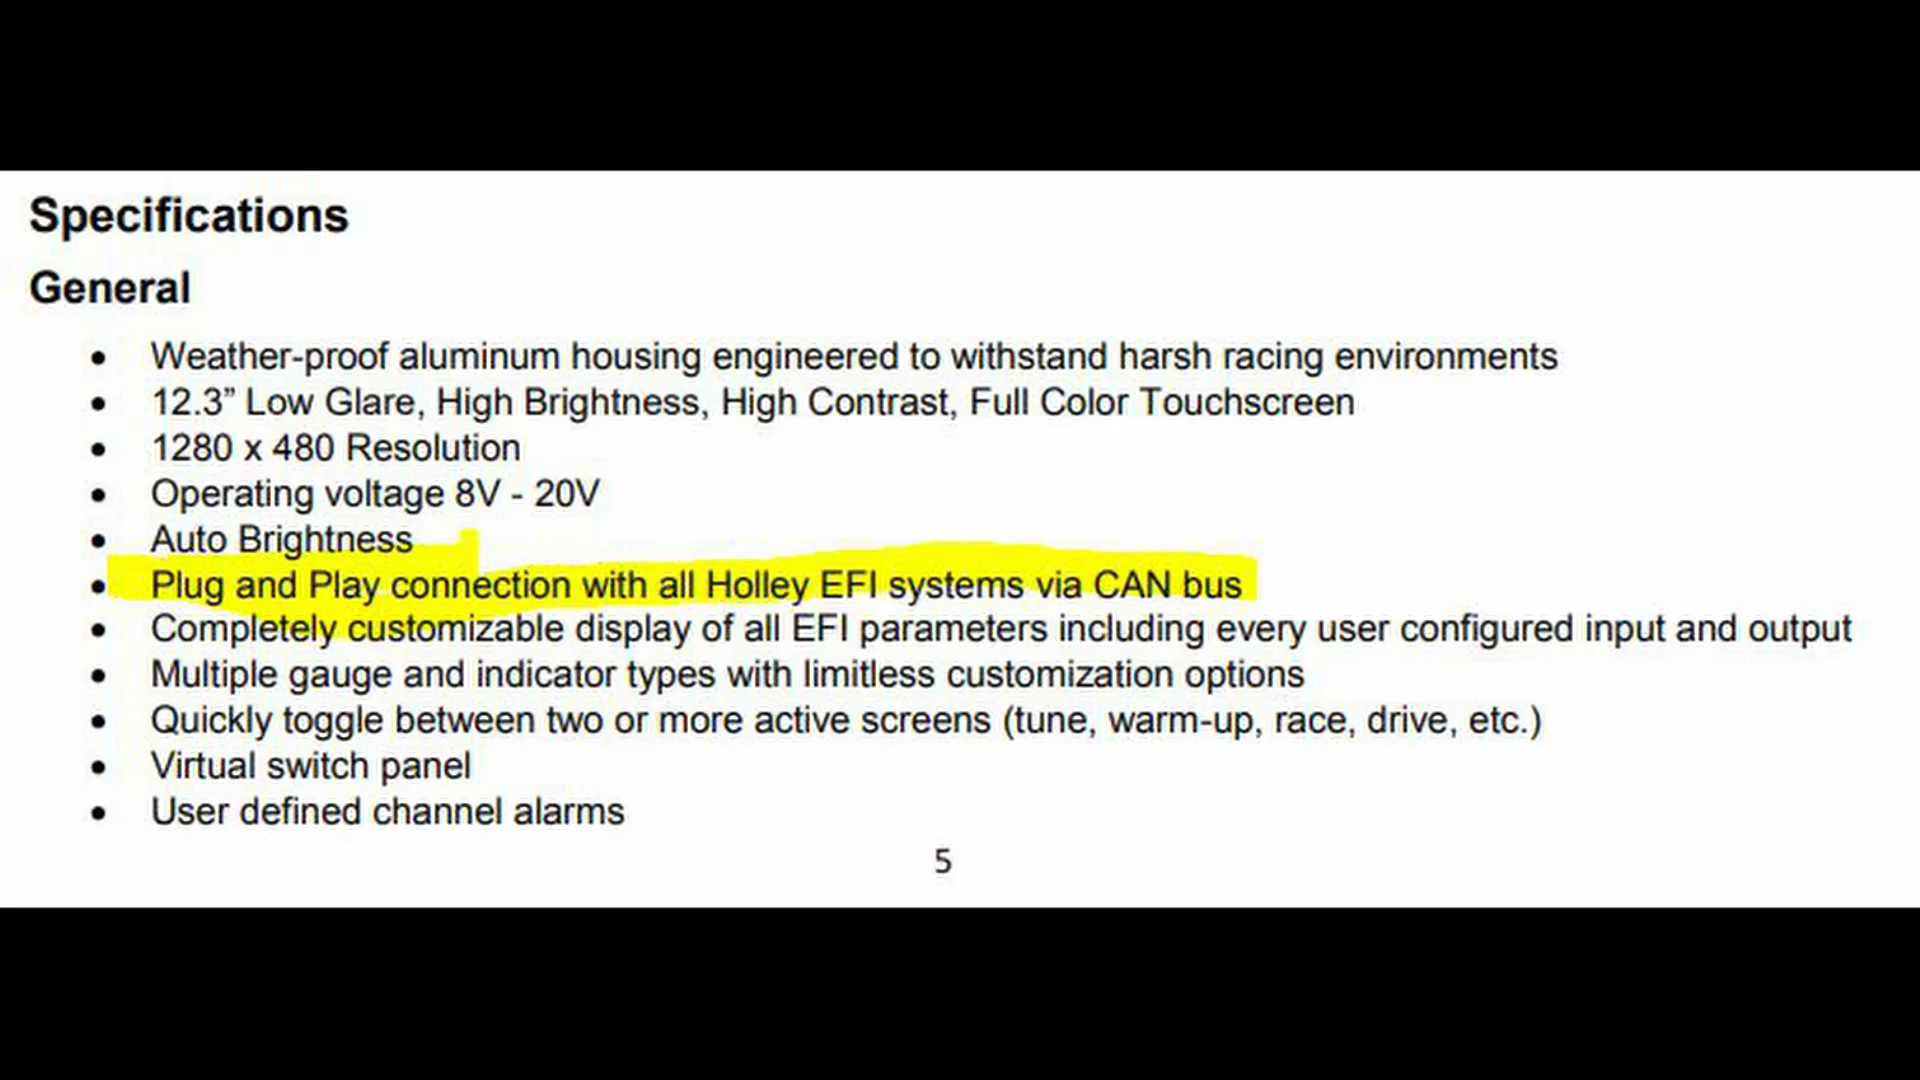 Specifications
General
• Weather-proof aluminum housing engineered to withstand harsh racing environments
• 12.3” Low Glare, High Brightness, High Contrast, Full Color Touchscreen
• 1280 x 480 Resolution
• Operating voltage 8V - 20V
• Auto Brightness
• Plug and Play connection with all Holley EFI systems via CAN bus
• Completely customizable display of all EFI parameters including every user configured input and output
• Multiple gauge and indicator types with limitless customization options
• Quickly toggle between two or more active screens (tune, warm-up, race, drive, etc.)
• Virtual switch panel
• User defined channel alarms
5